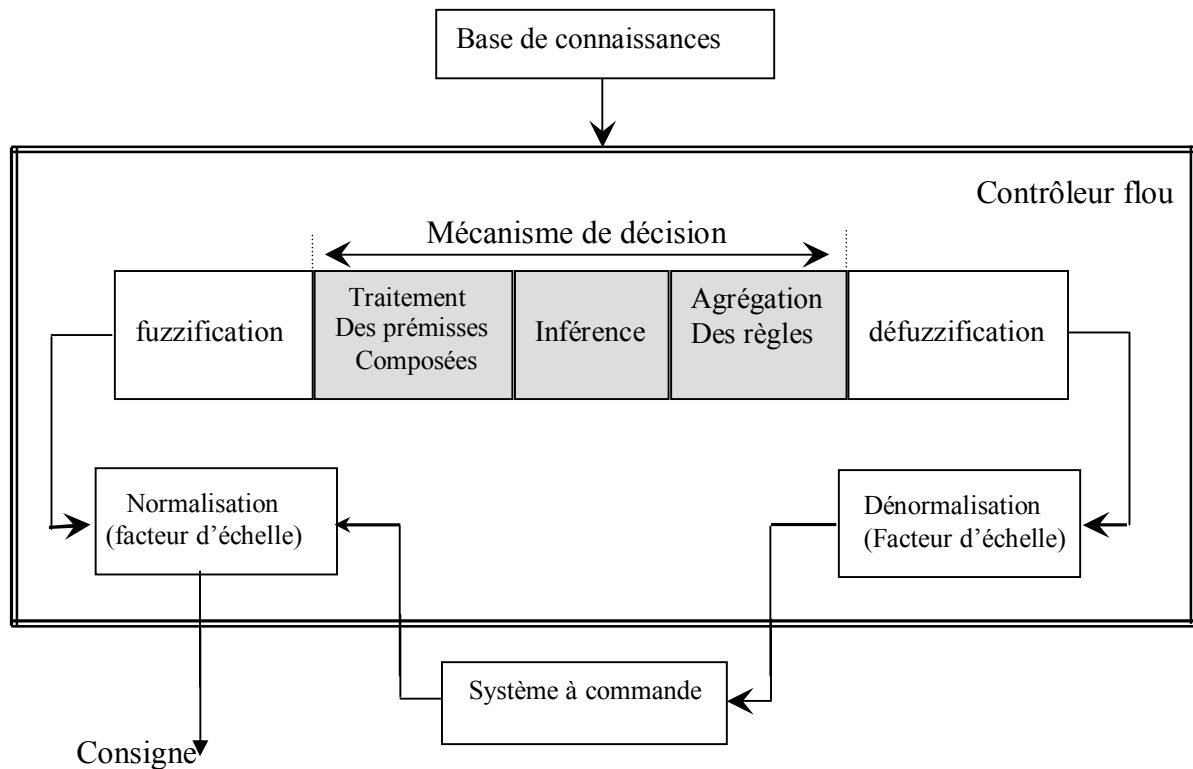 Base de connaissances
Contrôleur flou
Mécanisme de décision
fuzzification
Traitement
Des prémisses
Composées
Inférence
Agrégation
Des règles
défuzzification
Normalisation
(facteur d’échelle)
Dénormalisation
(Facteur d’échelle)
Système à commande
Consigne